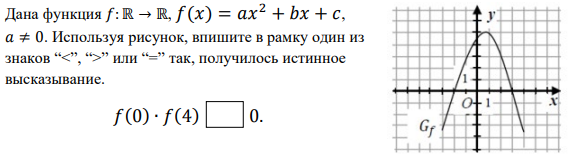 Дана функция f: ℝ → ℝ, f(x) = ax² + bx + c,
a ≠ 0. Используя рисунок, впишите в рамку один из
знаков “<”, “>” или “=” так, получилось истинное
высказывание.
f(0) · f(4) □ 0.
y
1
O 1 x
G_f